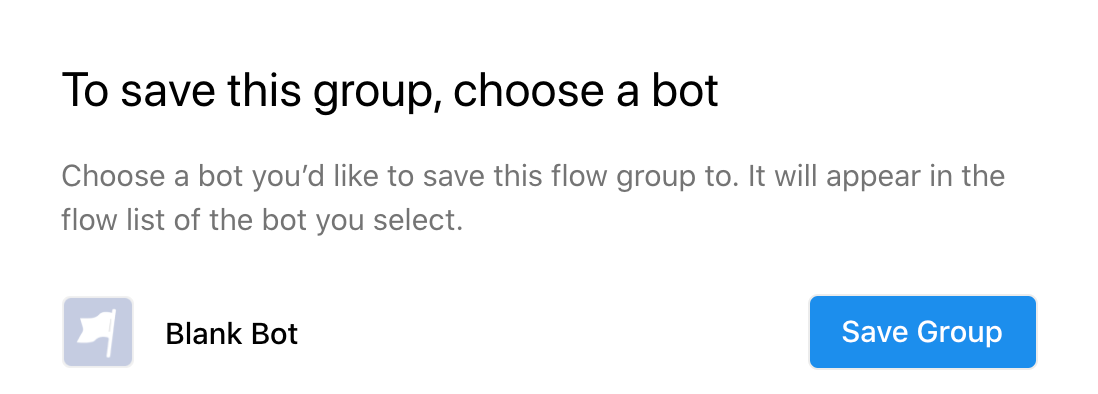 To save this group, choose a bot
Choose a bot you’d like to save this flow group to. It will appear in the
flow list of the bot you select.
Blank Bot
Save Group